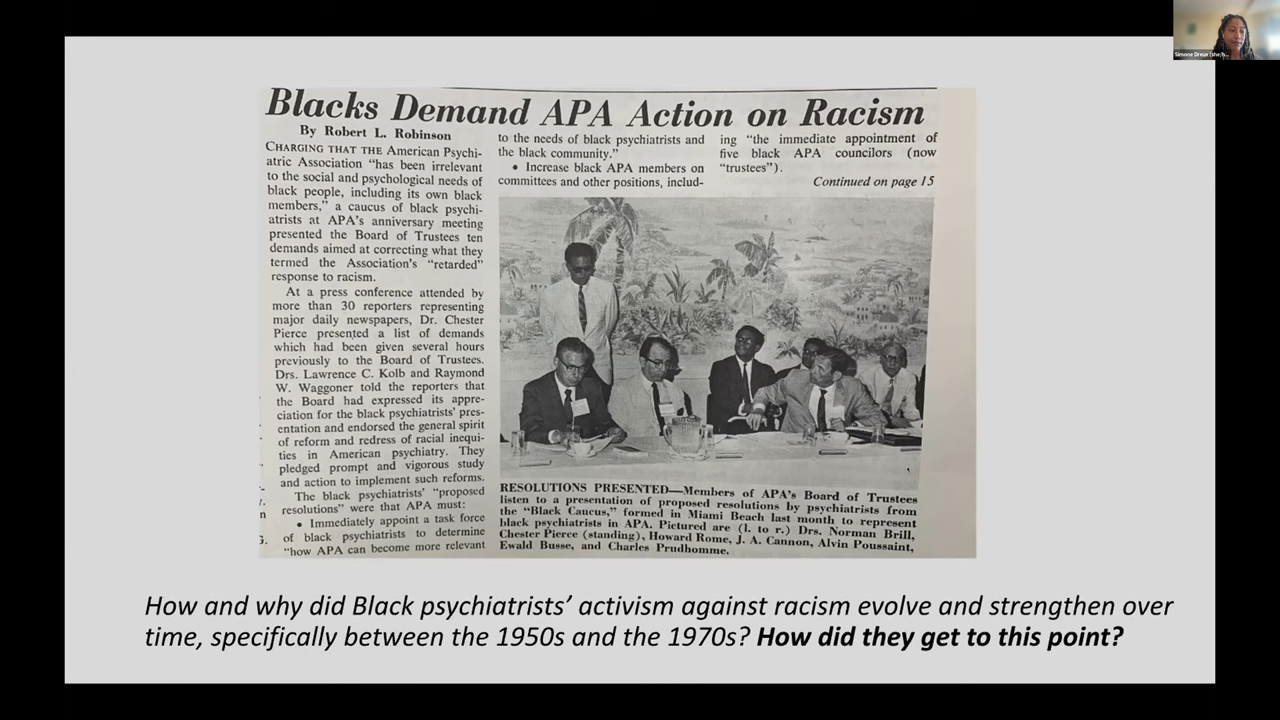 Simone Dreux (she/h...
Blacks Demand APA Action on Racism
By Robert L. Robinson
CHARGING THAT THE American Psychi-
atric Association "has been irrelevant
to the social and psychological needs of
black people, including its own black
members," a caucus of black psychi-
atrists at APA's anniversary meeting
presented the Board of Trustees ten
demands aimed at correcting what they
termed the Association's "retarded"
response to racism.
At a press conference attended by
more than 30 reporters representing
major daily newspapers, Dr. Chester
Pierce presented a list of demands
which had been given several hours
previously to the Board of Trustees.
Drs. Lawrence C. Kolb and Raymond
W. Waggoner told the reporters that
the Board had expressed its appre-
ciation for the black psychiatrists' pres-
entation and endorsed the general spirit
of reform and redress of racial inequi-
ties in American psychiatry. They
pledged prompt and vigorous study
and action to implement such reforms.
The black psychiatrists' "proposed
resolutions" were that APA must:
• Immediately appoint a task force
of black psychiatrists to determine
"how APA can become more relevant
to the needs of black psychiatrists and
the black community."
• Increase black APA members on
committees and other positions, includ-
ing "the immediate appointment of
five black APA councilors (now
"trustees").
Continued on page 15
RESOLUTIONS PRESENTED—Members of APA's Board of Trustees
listen to a presentation of proposed resolutions by psychiatrists from
the "Black Caucus," formed in Miami Beach last month to represent
black psychiatrists in APA. Pictured are (l. to r.) Drs. Norman Brill,
Chester Pierce (standing), Howard Rome, J. A. Cannon, Alvin Poussaint,
Ewald Busse, and Charles Prudhomme.
How and why did Black psychiatrists' activism against racism evolve and strengthen over
time, specifically between the 1950s and the 1970s? How did they get to this point?